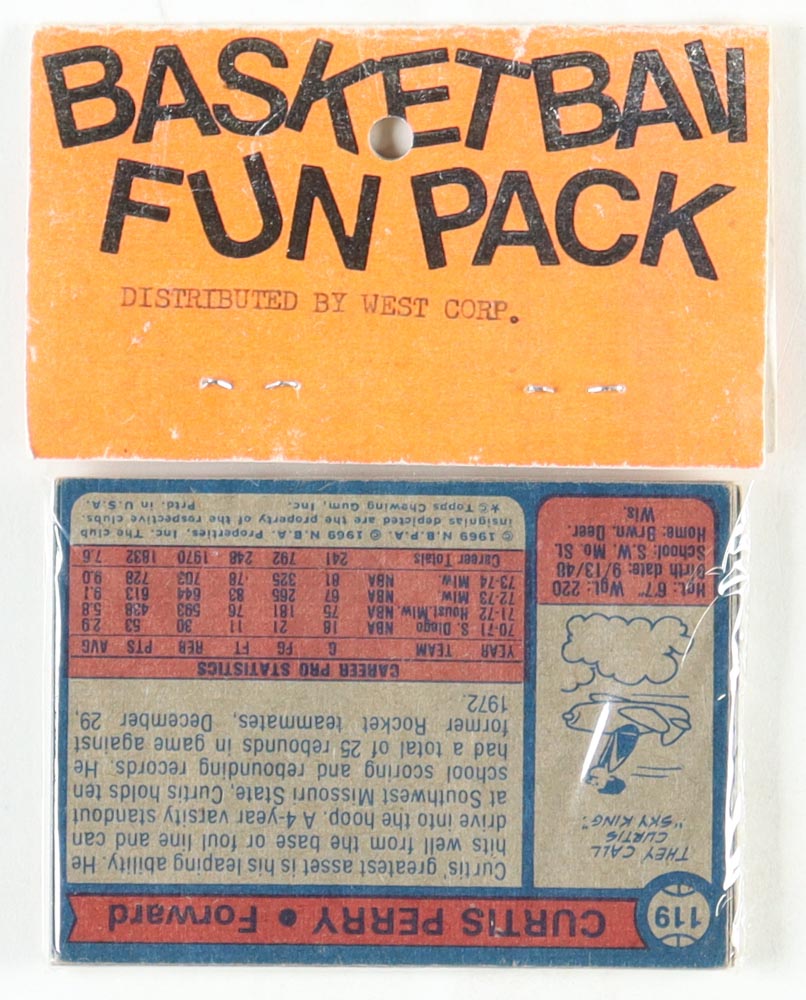 BASKETBALL
FUN PACK
DISTRIBUTED BY WEST CORP.
119
CURTIS PERRY • Forward
THEY CALL
CURTIS
"SKY KING".
Curtis' greatest asset is his leaping ability. He
hits well from the base or foul line and can
drive into the hoop. A 4-year varsity standout
at Southwest Missouri State, Curtis holds ten
school scoring and rebounding records. He
had a total of 25 rebounds in game against
former Rocket teammates, December 29,
1972.
CAREER PRO STATISTICS
YEAR TEAM G FG FT REB PTS AVG
70-71 S. Diego NBA 18 21 11 30 53 2.9
71-72 Houst.Milw. NBA 75 181 76 593 438 5.8
72-73 Milw. NBA 67 265 83 644 613 9.1
73-74 Milw. NBA 81 325 78 703 728 9.0
Career Totals 241 792 248 1970 1832 7.6
Hgt.: 6'7" Wgt.: 220
Birth date: 9/13/48
School: S.W. Mo. St.
Home: Brwn. Deer,
Wis.
© 1969 N.B.P.A. © 1969 N.B.A. Properties, Inc. The club
insignias depicted are the property of the respective clubs.
★© Topps Chewing Gum, Inc. Prtd. in U.S.A.